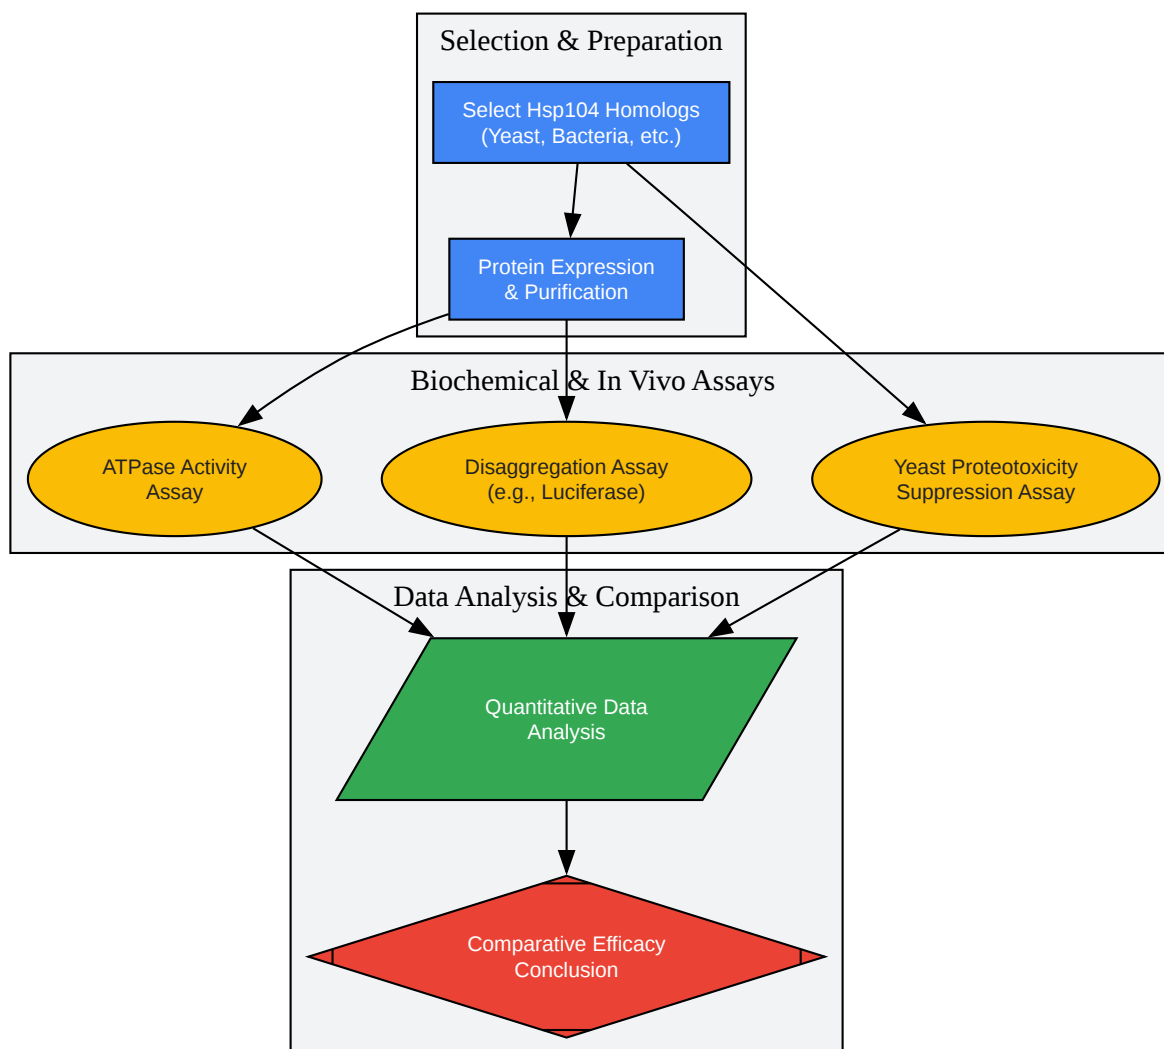 Selection & Preparation
Select Hsp104 Homologs
(Yeast, Bacteria, etc.)
Protein Expression
& Purification
Biochemical & In Vivo Assays
ATPase Activity
Assay
Disaggregation Assay
(e.g., Luciferase)
Yeast Proteotoxicity
Suppression Assay
Data Analysis & Comparison
Quantitative Data
Analysis
Comparative Efficacy
Conclusion